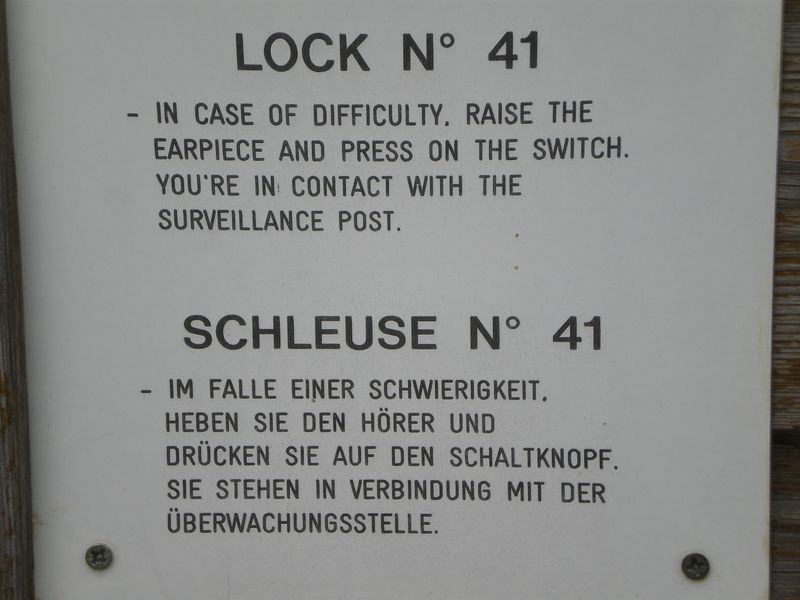 LOCK N° 41
- IN CASE OF DIFFICULTY. RAISE THE
EARPIECE AND PRESS ON THE SWITCH.
YOU'RE IN CONTACT WITH THE
SURVEILLANCE POST.
SCHLEUSE N° 41
- IM FALLE EINER SCHWIERIGKEIT.
HEBEN SIE DEN HÖRER UND
DRÜCKEN SIE AUF DEN SCHALTKNOPF.
SIE STEHEN IN VERBINDUNG MIT DER
ÜBERWACHUNGSSTELLE.